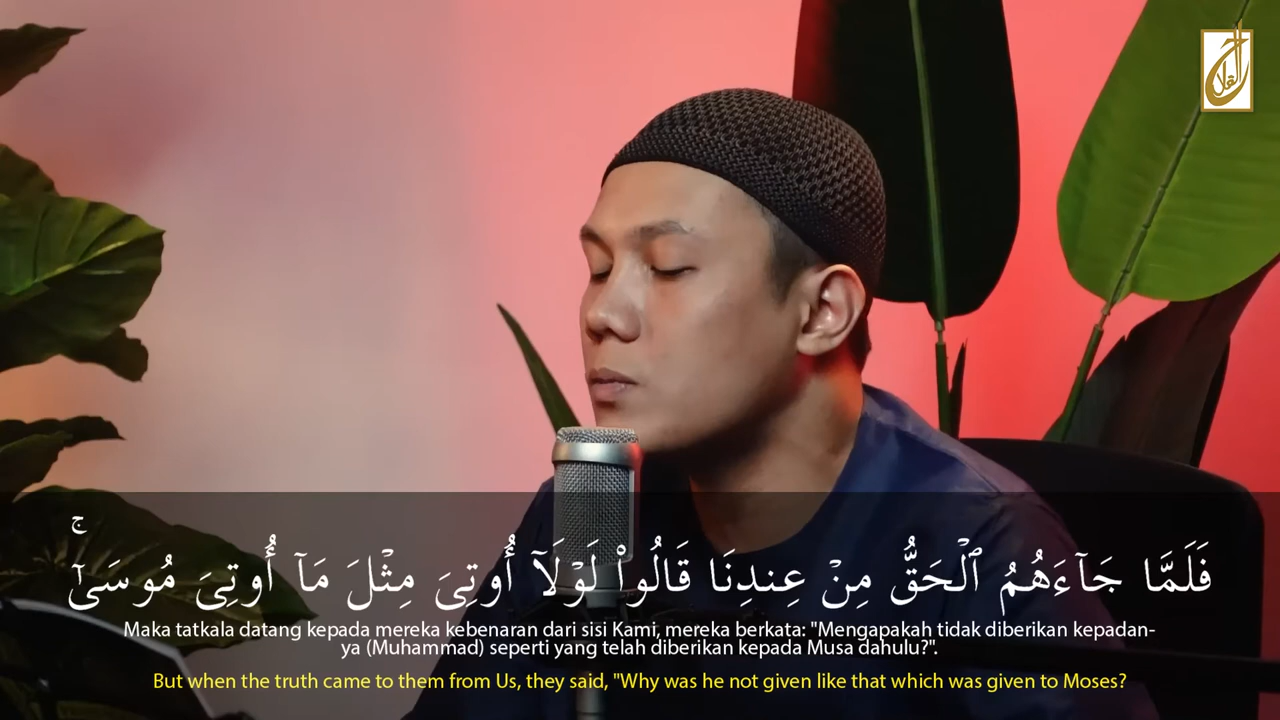 القلاح
فَلَمَّا جَآءَهُمُ ٱلْحَقُّ مِنْ عِندِنَا قَالُوا۟ لَوْلَآ أُوتِىَ مِثْلَ مَآ أُوتِىَ مُوسَىٰٓ ۚ
Maka tatkala datang kepada mereka kebenaran dari sisi Kami, mereka berkata: "Mengapakah tidak diberikan kepadan-
ya (Muhammad) seperti yang telah diberikan kepada Musa dahulu?".
But when the truth came to them from Us, they said, "Why was he not given like that which was given to Moses?